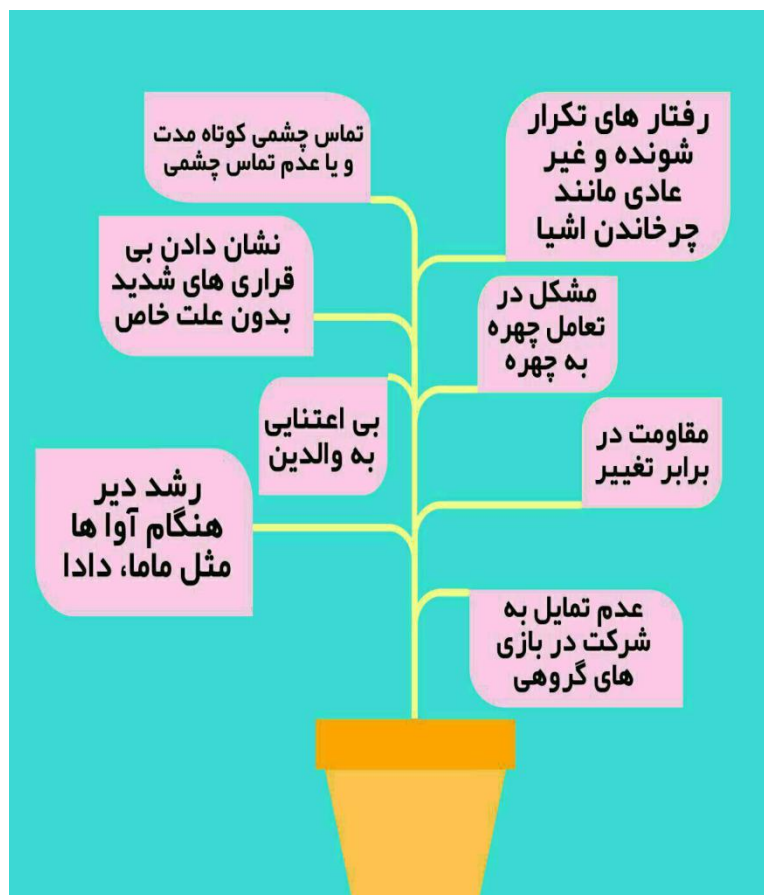 رفتار های تکرار
شونده و غیر
عادی مانند
چرخاندن اشیا
تماس چشمی کوتاه مدت
و یا عدم تماس چشمی
نشان دادن بی
قراری های شدید
بدون علت خاص
مشکل در
تعامل چهره
به چهره
بی اعتنایی
به والدین
مقاومت در
برابر تغییر
رشد دیر
هنگام آوا ها
مثل ماما، دادا
عدم تمایل به
شرکت در بازی
های گروهی